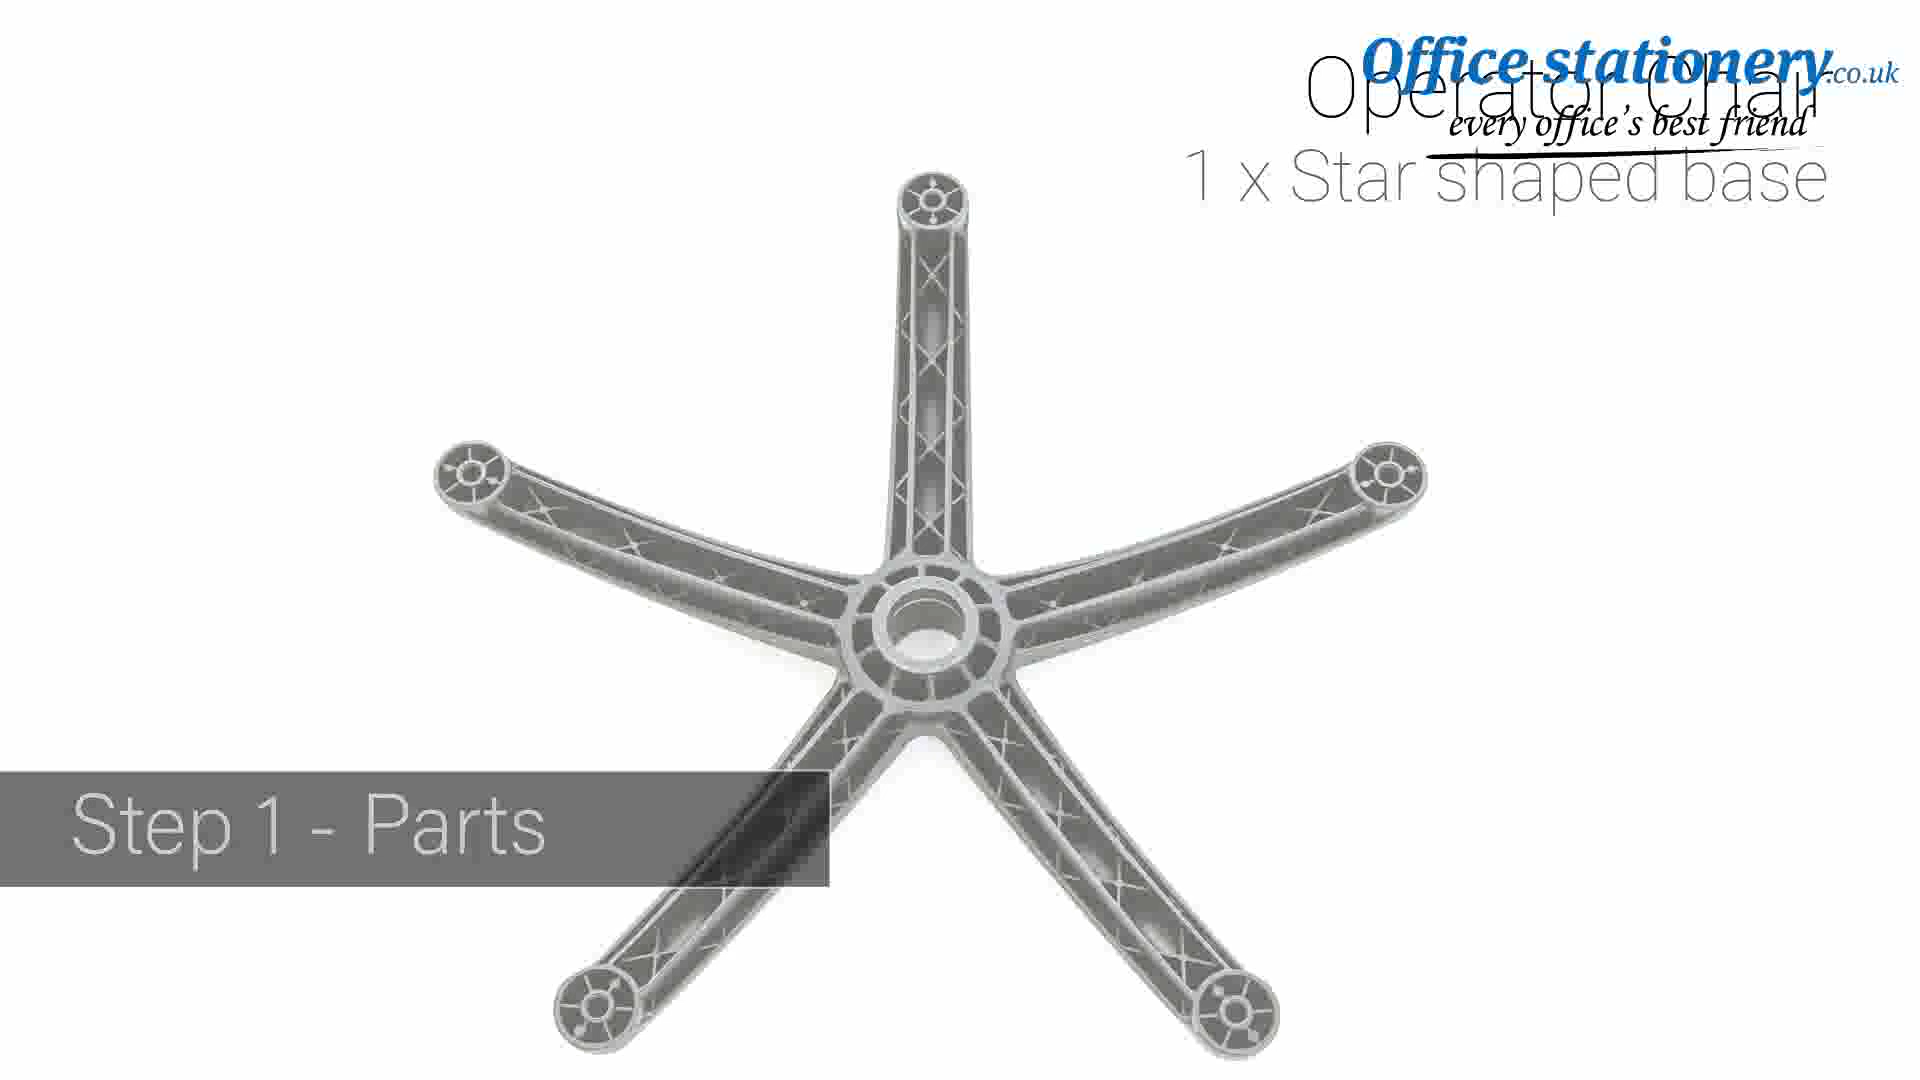 Office stationery.co.uk
Operator Chair
every office's best friend
1 x Star shaped base
Step 1 - Parts